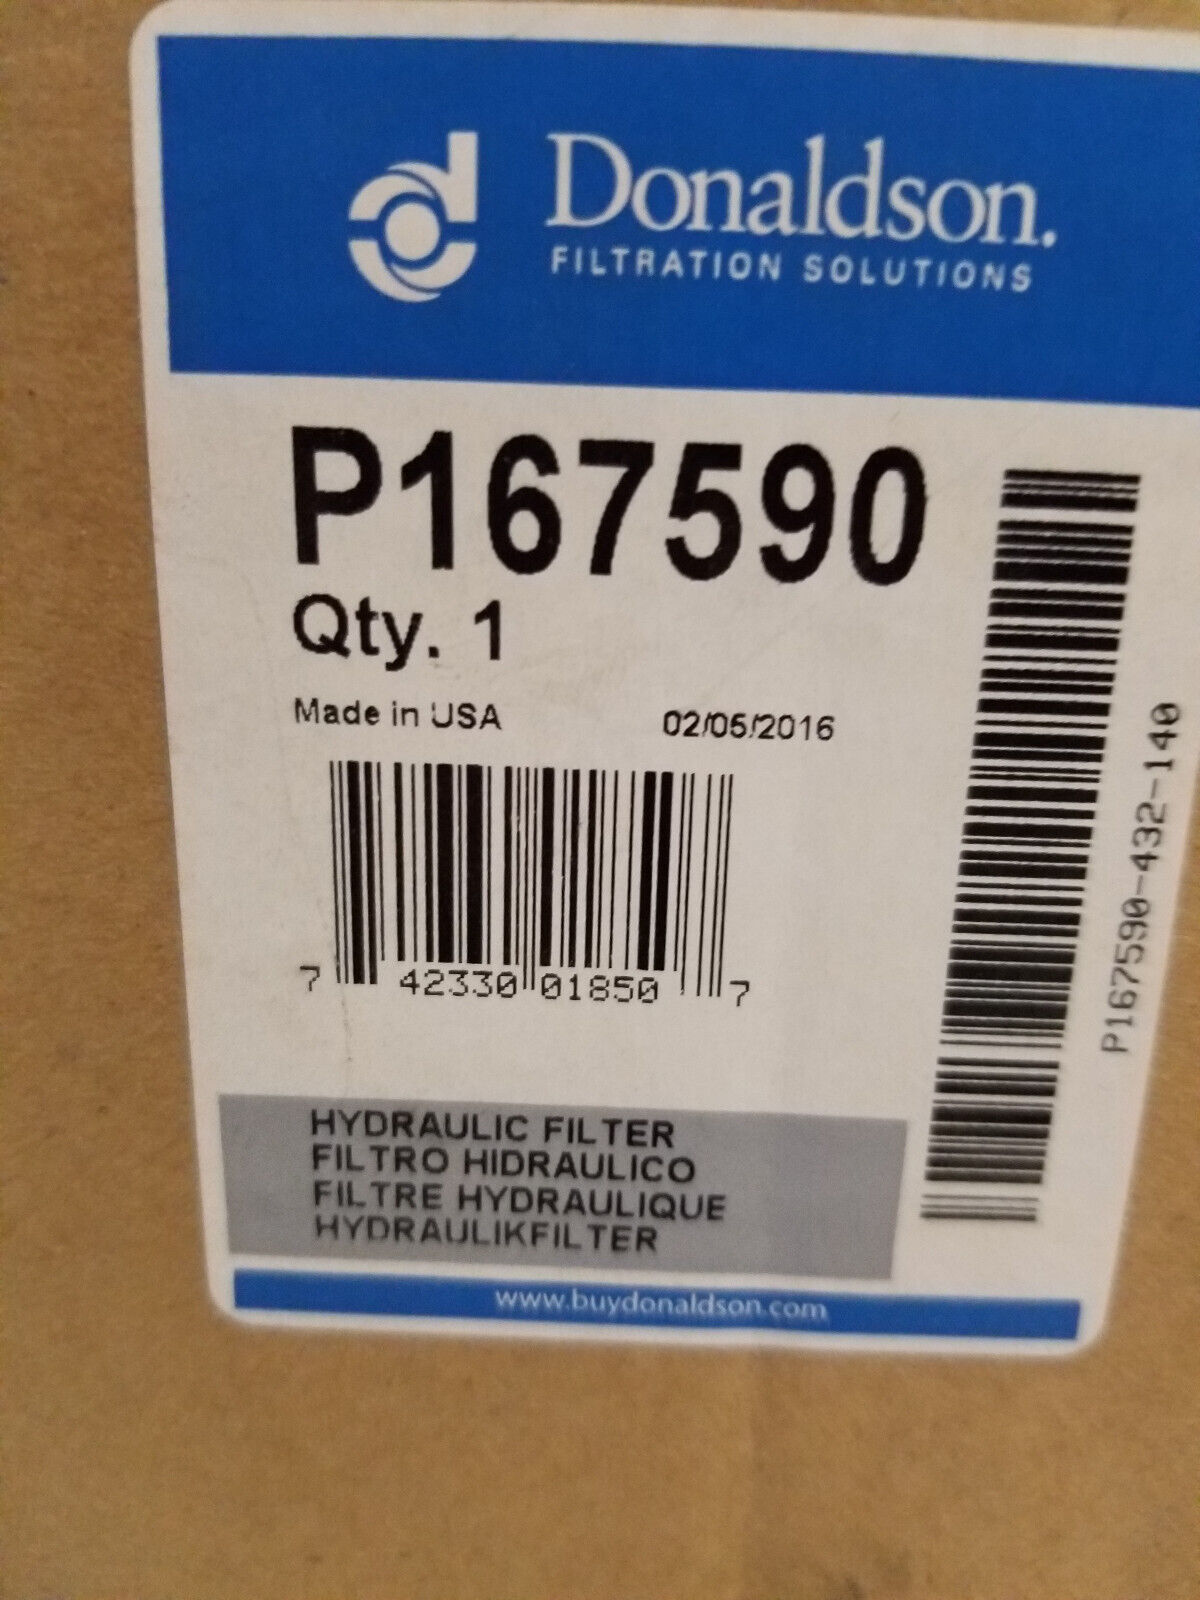 Donaldson.
FILTRATION SOLUTIONS
P167590
Qty. 1
Made in USA 02/05/2016
7 42330 01850 7
P167590-432-140
HYDRAULIC FILTER
FILTRO HIDRAULICO
FILTRE HYDRAULIQUE
HYDRAULIKFILTER
www.buydonaldson.com